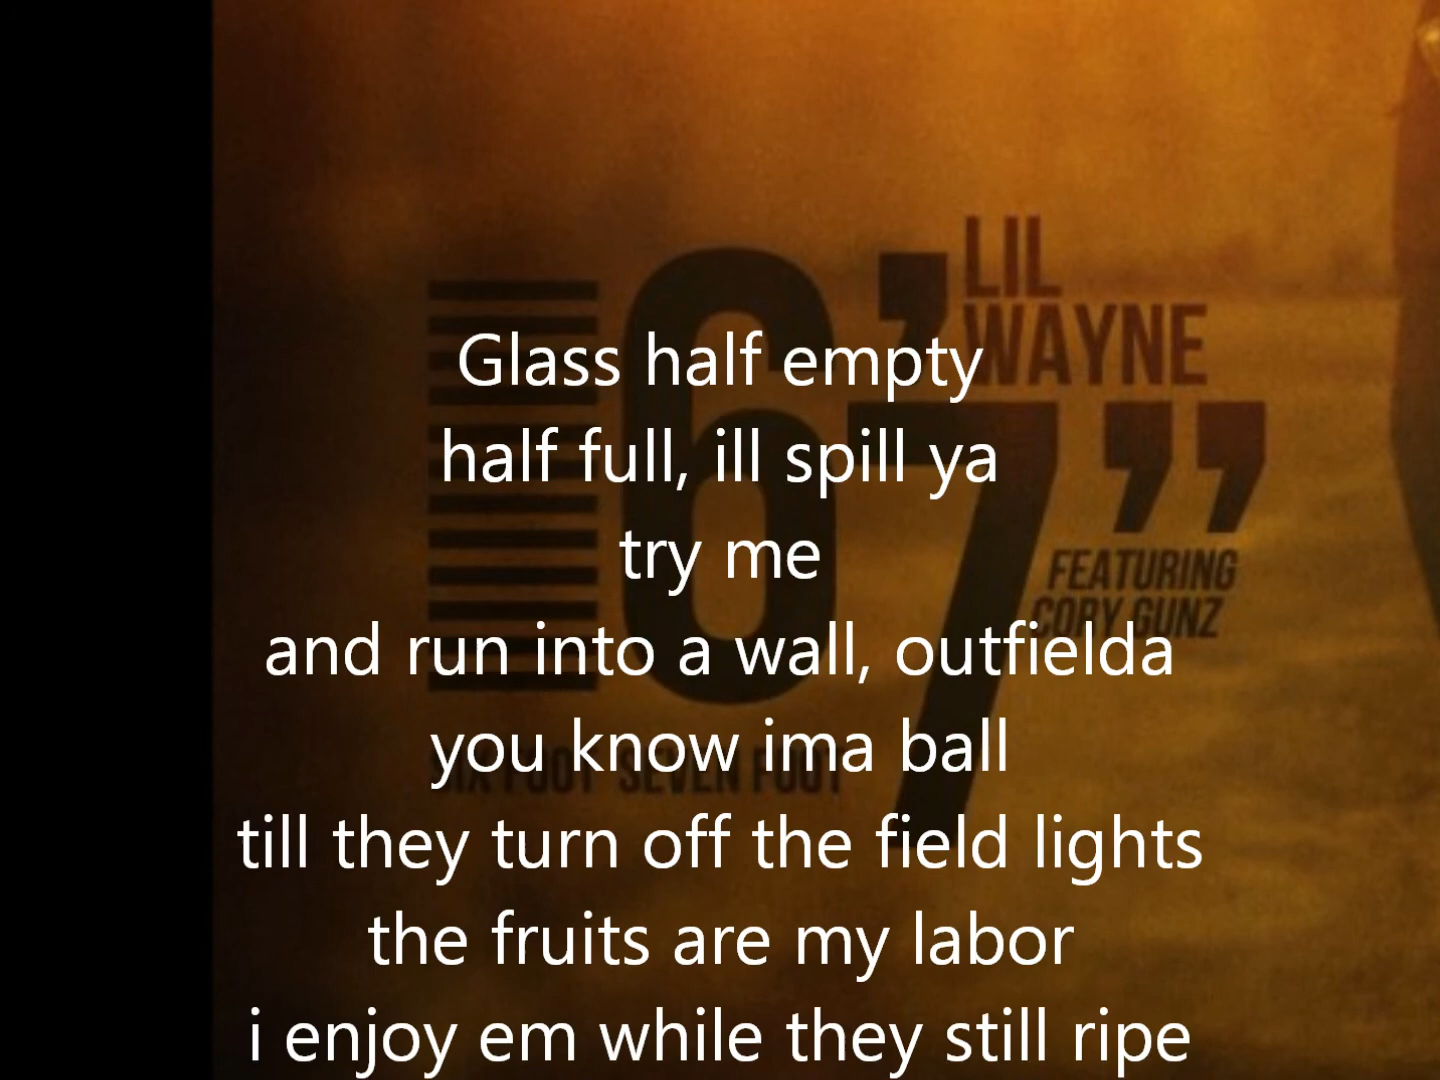 LIL
WAYNE
6'7''
FEATURING
CORY GUNZ
SIX FOOT SEVEN FOOT
Glass half empty
half full, ill spill ya
try me
and run into a wall, outfielda
you know ima ball
till they turn off the field lights
the fruits are my labor
i enjoy em while they still ripe